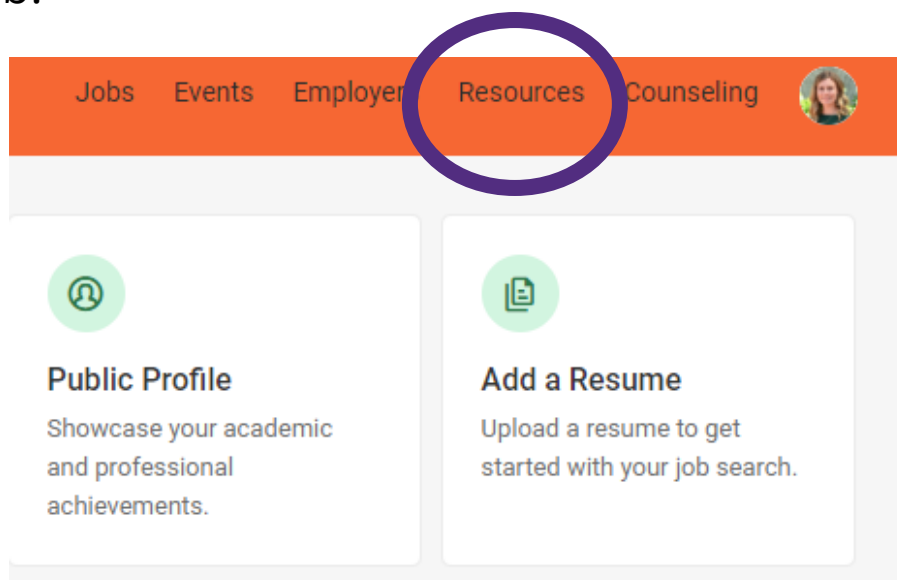 Jobs Events Employer Resources Counseling
Public Profile Add a Resume
Showcase your academic
and professional
achievements.
Upload a resume to get
started with your job search.